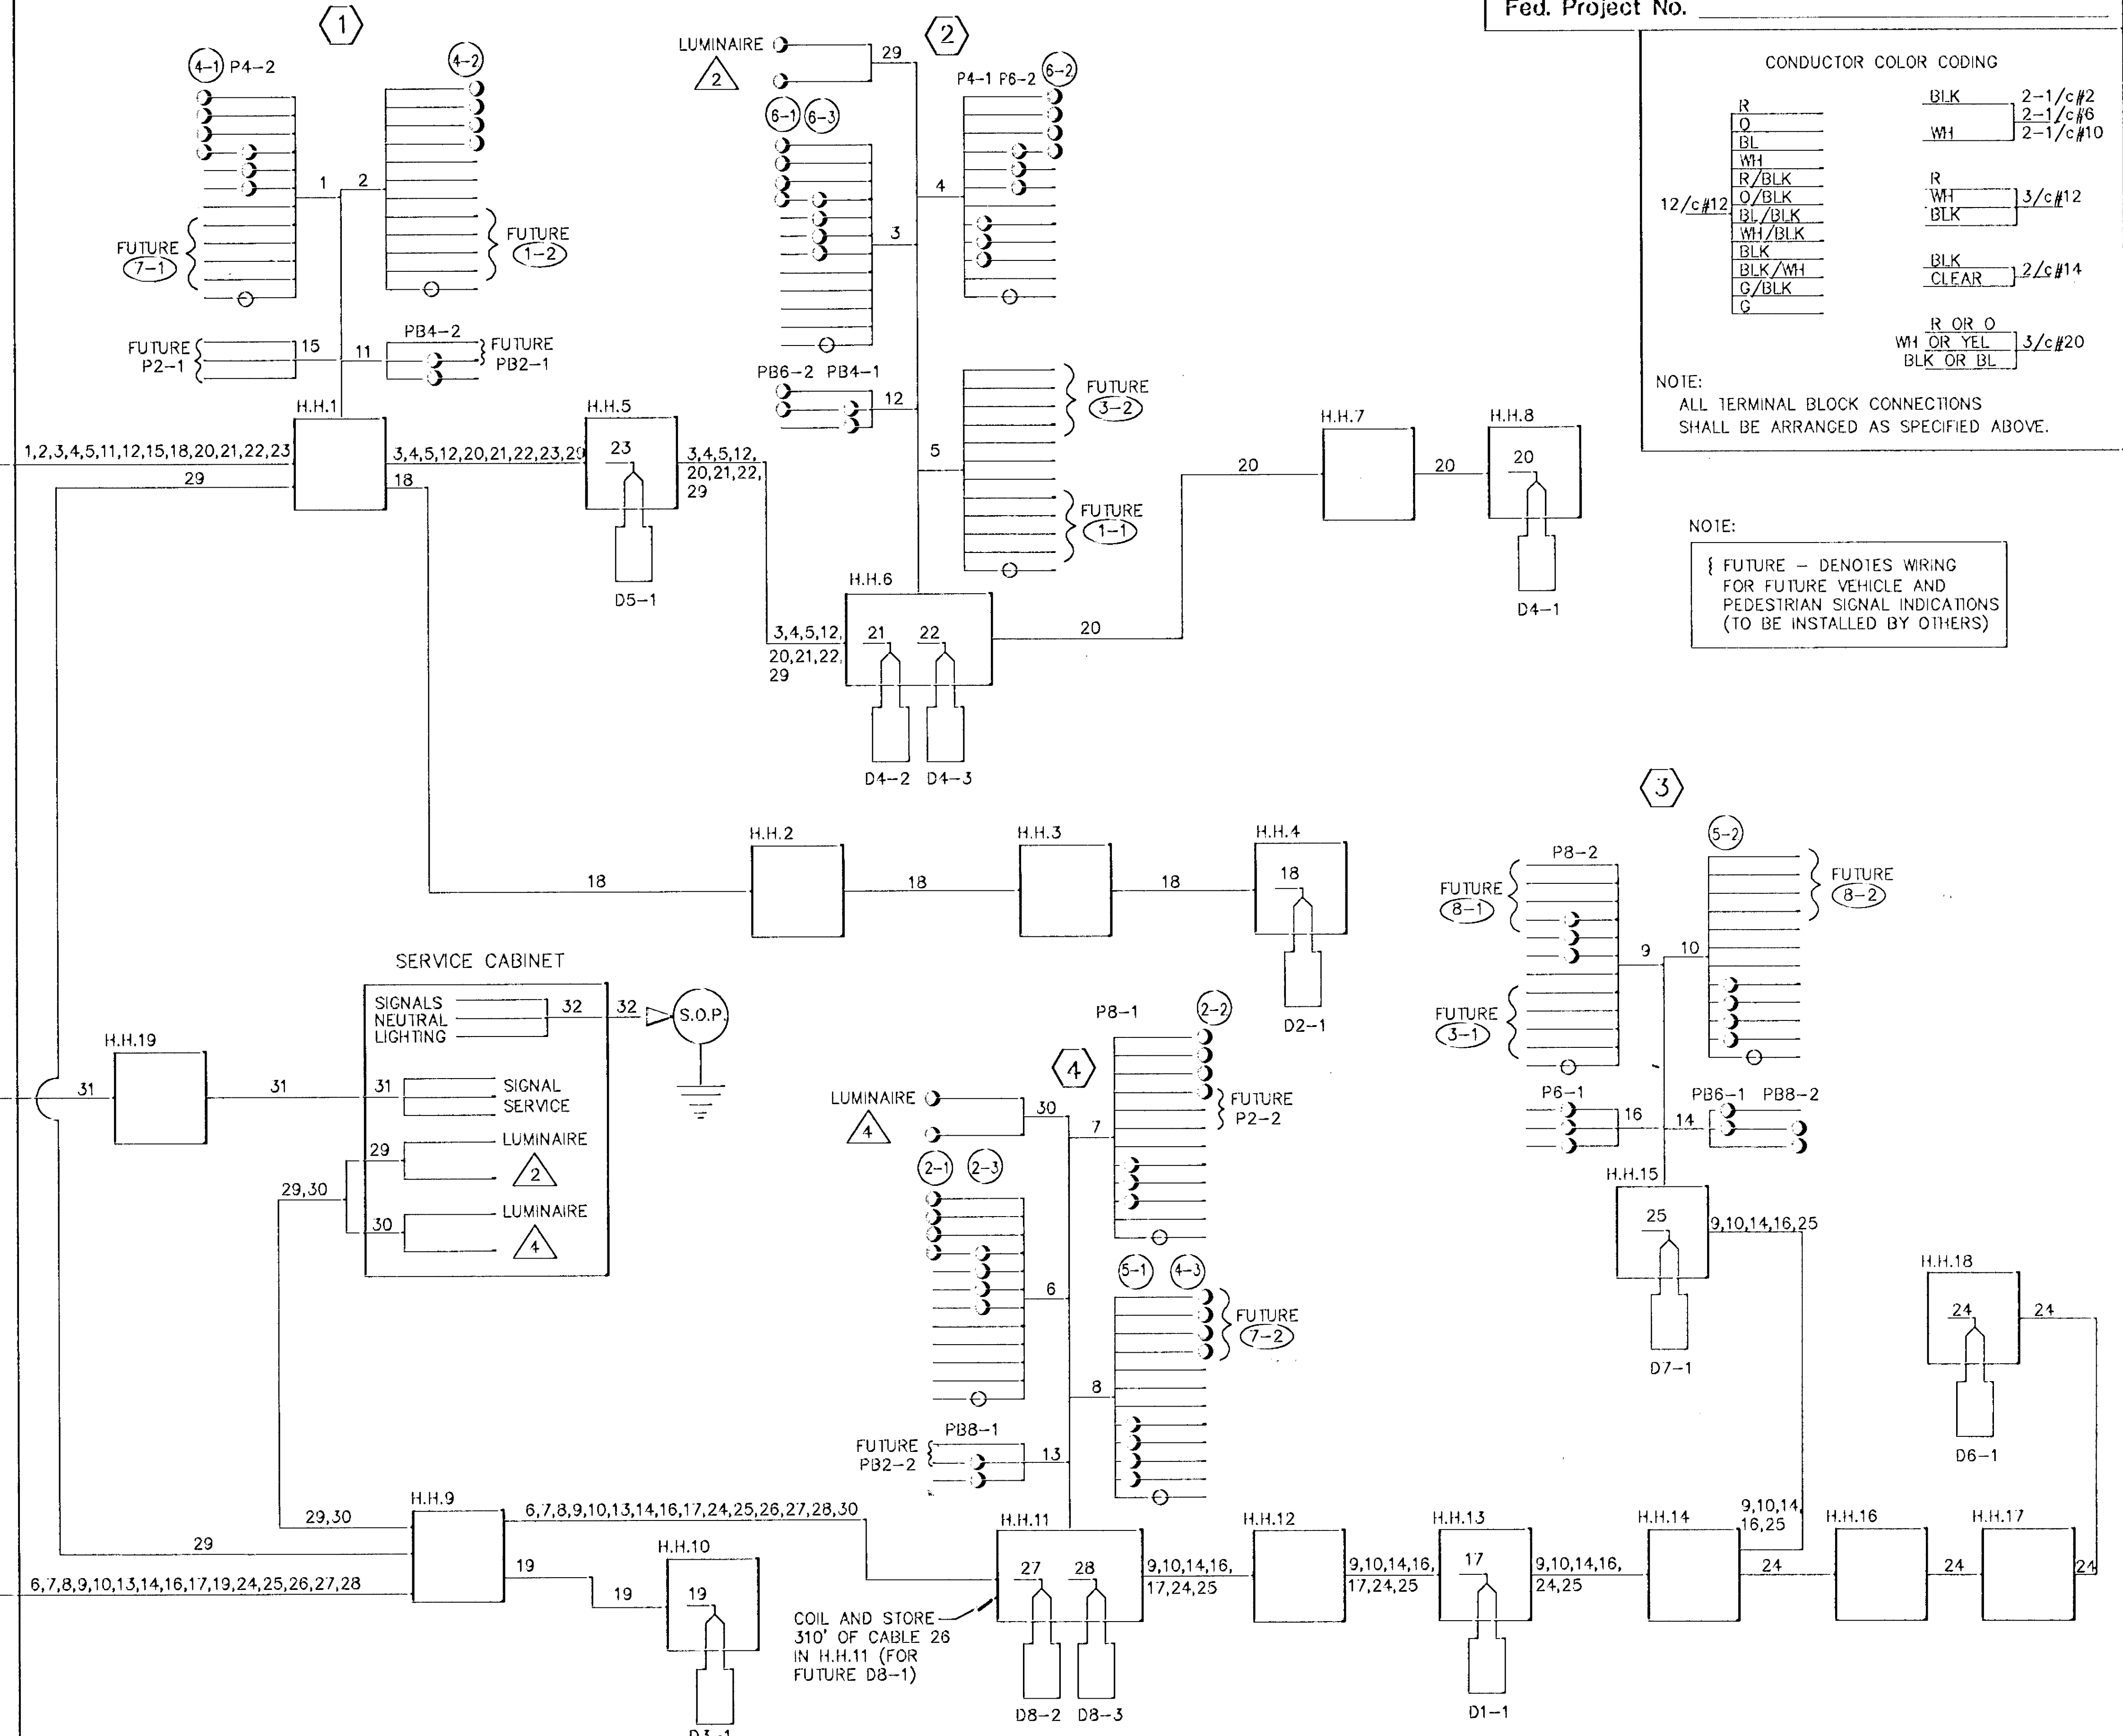 Fed. Project No.
CONDUCTOR COLOR CODING
R
O
BL
WH
R/BLK
O/BLK
BL/BLK
WH/BLK
BLK
BLK/WH
G/BLK
G
12/c#12
BLK
WH
2-1/c#2
2-1/c#6
2-1/c#10
R
WH
BLK
3/c#12
BLK
CLEAR
2/c#14
R OR O
WH OR YEL
BLK OR BL
3/c#20
NOTE:
ALL TERMINAL BLOCK CONNECTIONS
SHALL BE ARRANGED AS SPECIFIED ABOVE.
NOTE:
FUTURE – DENOTES WIRING
FOR FUTURE VEHICLE AND
PEDESTRIAN SIGNAL INDICATIONS
(TO BE INSTALLED BY OTHERS)
1
4-1 P4-2
4-2
1
2
FUTURE
7-1
FUTURE
1-2
FUTURE
P2-1
15
11
PB4-2
FUTURE
PB2-1
H.H.1
1,2,3,4,5,11,12,15,18,20,21,22,23
29
3,4,5,12,20,21,22,23,29
18
H.H.5
23
D5-1
3,4,5,12,
20,21,22,
29
2
LUMINAIRE
2
29
6-1 6-3
P4-1 P6-2 6-2
3
4
PB6-2 PB4-1
12
5
FUTURE
3-2
FUTURE
1-1
H.H.6
3,4,5,12,
20,21,22,
29
21
22
D4-2 D4-3
20
20
H.H.7
20
H.H.8
20
D4-1
H.H.2
18
18
H.H.3
18
H.H.4
18
D2-1
3
P8-2
5-2
FUTURE
8-1
FUTURE
8-2
9
10
FUTURE
3-1
P6-1
16
14
PB6-1 PB8-2
H.H.15
25
9,10,14,16,25
D7-1
SERVICE CABINET
SIGNALS
NEUTRAL
LIGHTING
32
32
S.O.P.
H.H.19
31
31
31
SIGNAL
SERVICE
LUMINAIRE
29
2
29,30
LUMINAIRE
30
4
4
LUMINAIRE
4
30
P8-1
2-2
7
FUTURE
P2-2
2-1 2-3
6
5-1 4-3
FUTURE
7-2
8
FUTURE
PB2-2
PB8-1
13
H.H.18
24
24
D6-1
H.H.9
29,30
29
6,7,8,9,10,13,14,16,17,19,24,25,26,27,28
6,7,8,9,10,13,14,16,17,24,25,26,27,28,30
19
19
H.H.10
19
D3-1
COIL AND STORE
310' OF CABLE 26
IN H.H.11 (FOR
FUTURE D8-1)
H.H.11
27
28
D8-2 D8-3
9,10,14,16,
17,24,25
H.H.12
9,10,14,16,
17,24,25
H.H.13
17
D1-1
9,10,14,16,
24,25
H.H.14
9,10,14,
16,25
24
H.H.16
24
H.H.17
24